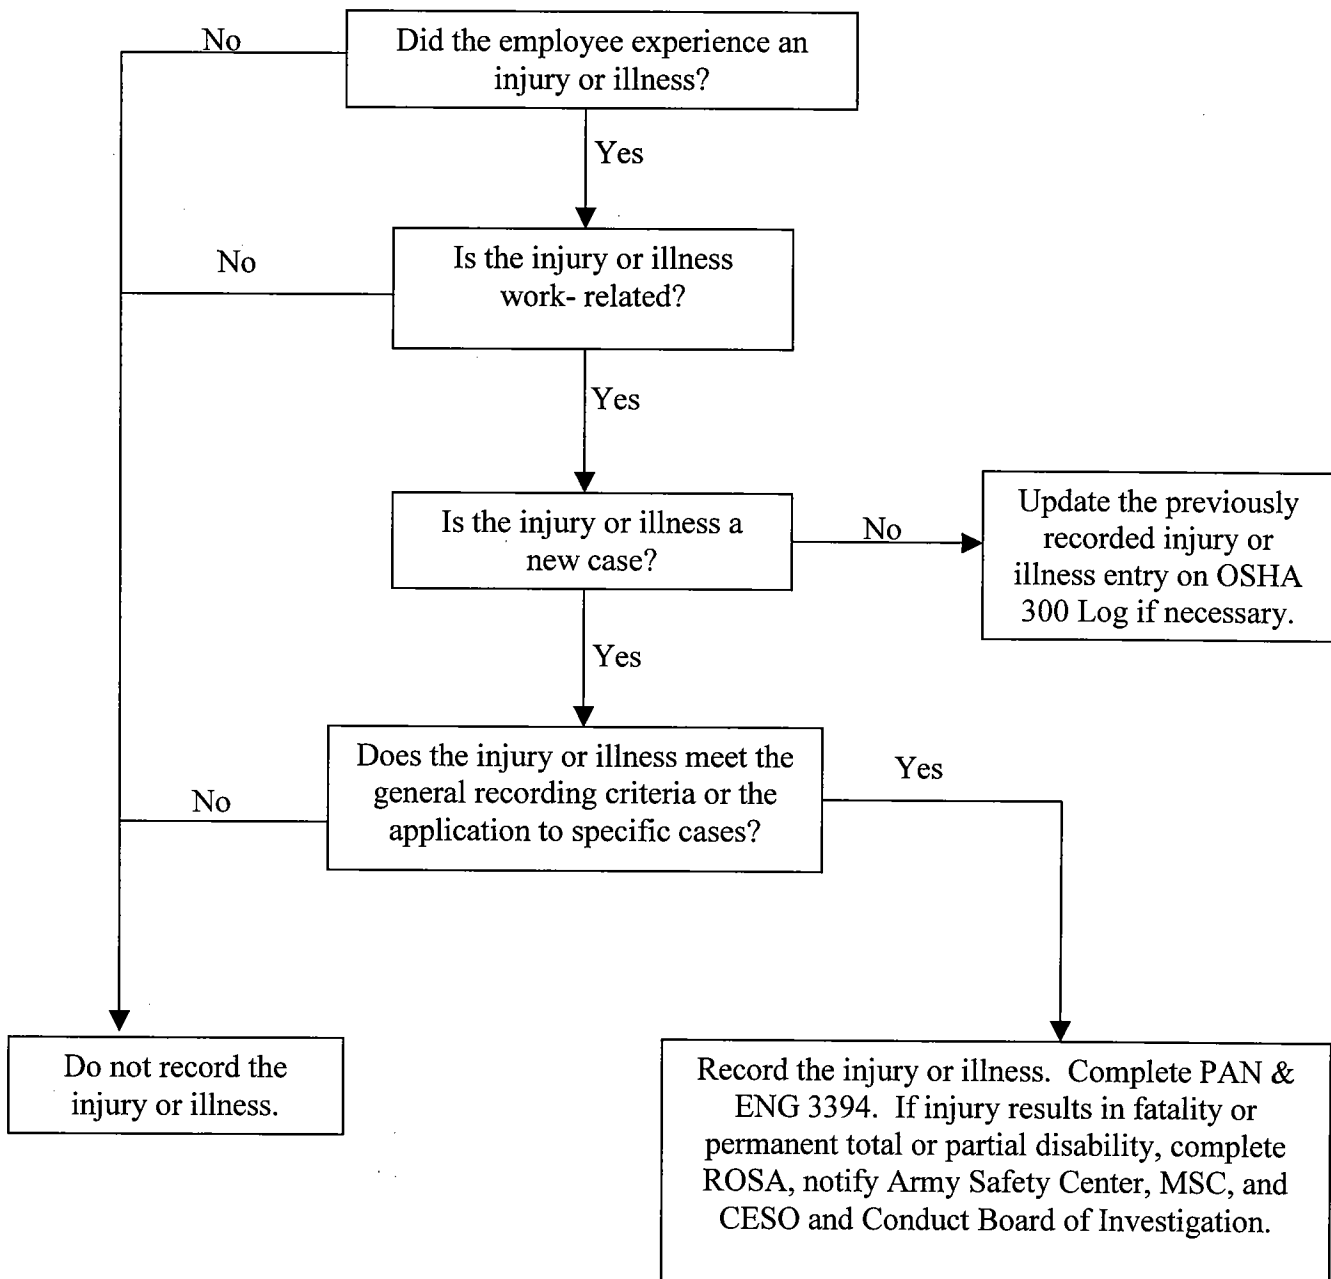 No
Did the employee experience an
injury or illness?
Yes
No
Is the injury or illness
work- related?
Yes
Is the injury or illness a
new case?
No
Update the previously
recorded injury or
illness entry on OSHA
300 Log if necessary.
Yes
Does the injury or illness meet the
general recording criteria or the
application to specific cases?
Yes
No
Do not record the
injury or illness.
Record the injury or illness.  Complete PAN &
ENG 3394.  If injury results in fatality or
permanent total or partial disability, complete
ROSA, notify Army Safety Center, MSC, and
CESO and Conduct Board of Investigation.